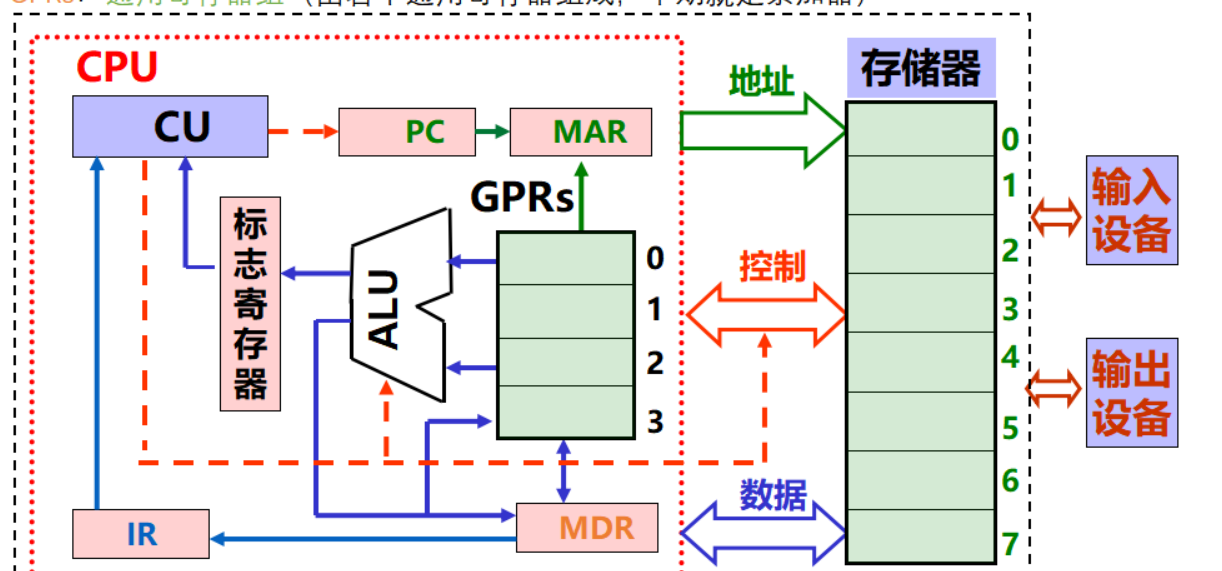 GPRs: 通用寄存器组(由若干通用寄存器组成, 早期就是累加器)
CPU
存储器
地址
CU
PC
MAR
0
1
2
3
4
5
6
7
GPRs
标
志
寄
存
器
ALU
0
1
2
3
控制
输入
设备
输出
设备
数据
IR
MDR